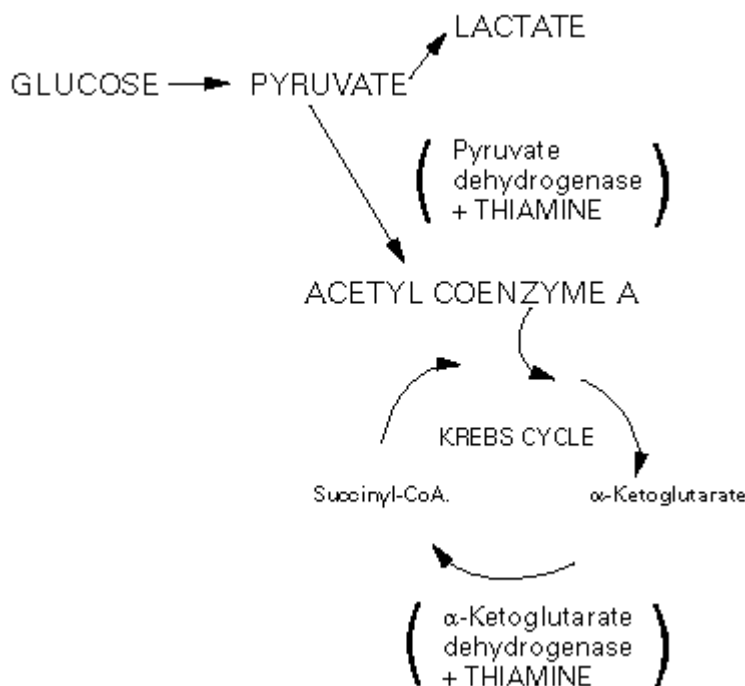 LACTATE
GLUCOSE PYRUVATE
Pyruvate
dehydrogenase
+ THIAMINE
ACETYL COENZYME A
KREBS CYCLE
Succinyl-CoA. α-Ketoglutarate
α-Ketoglutarate
dehydrogenase
+ THIAMINE